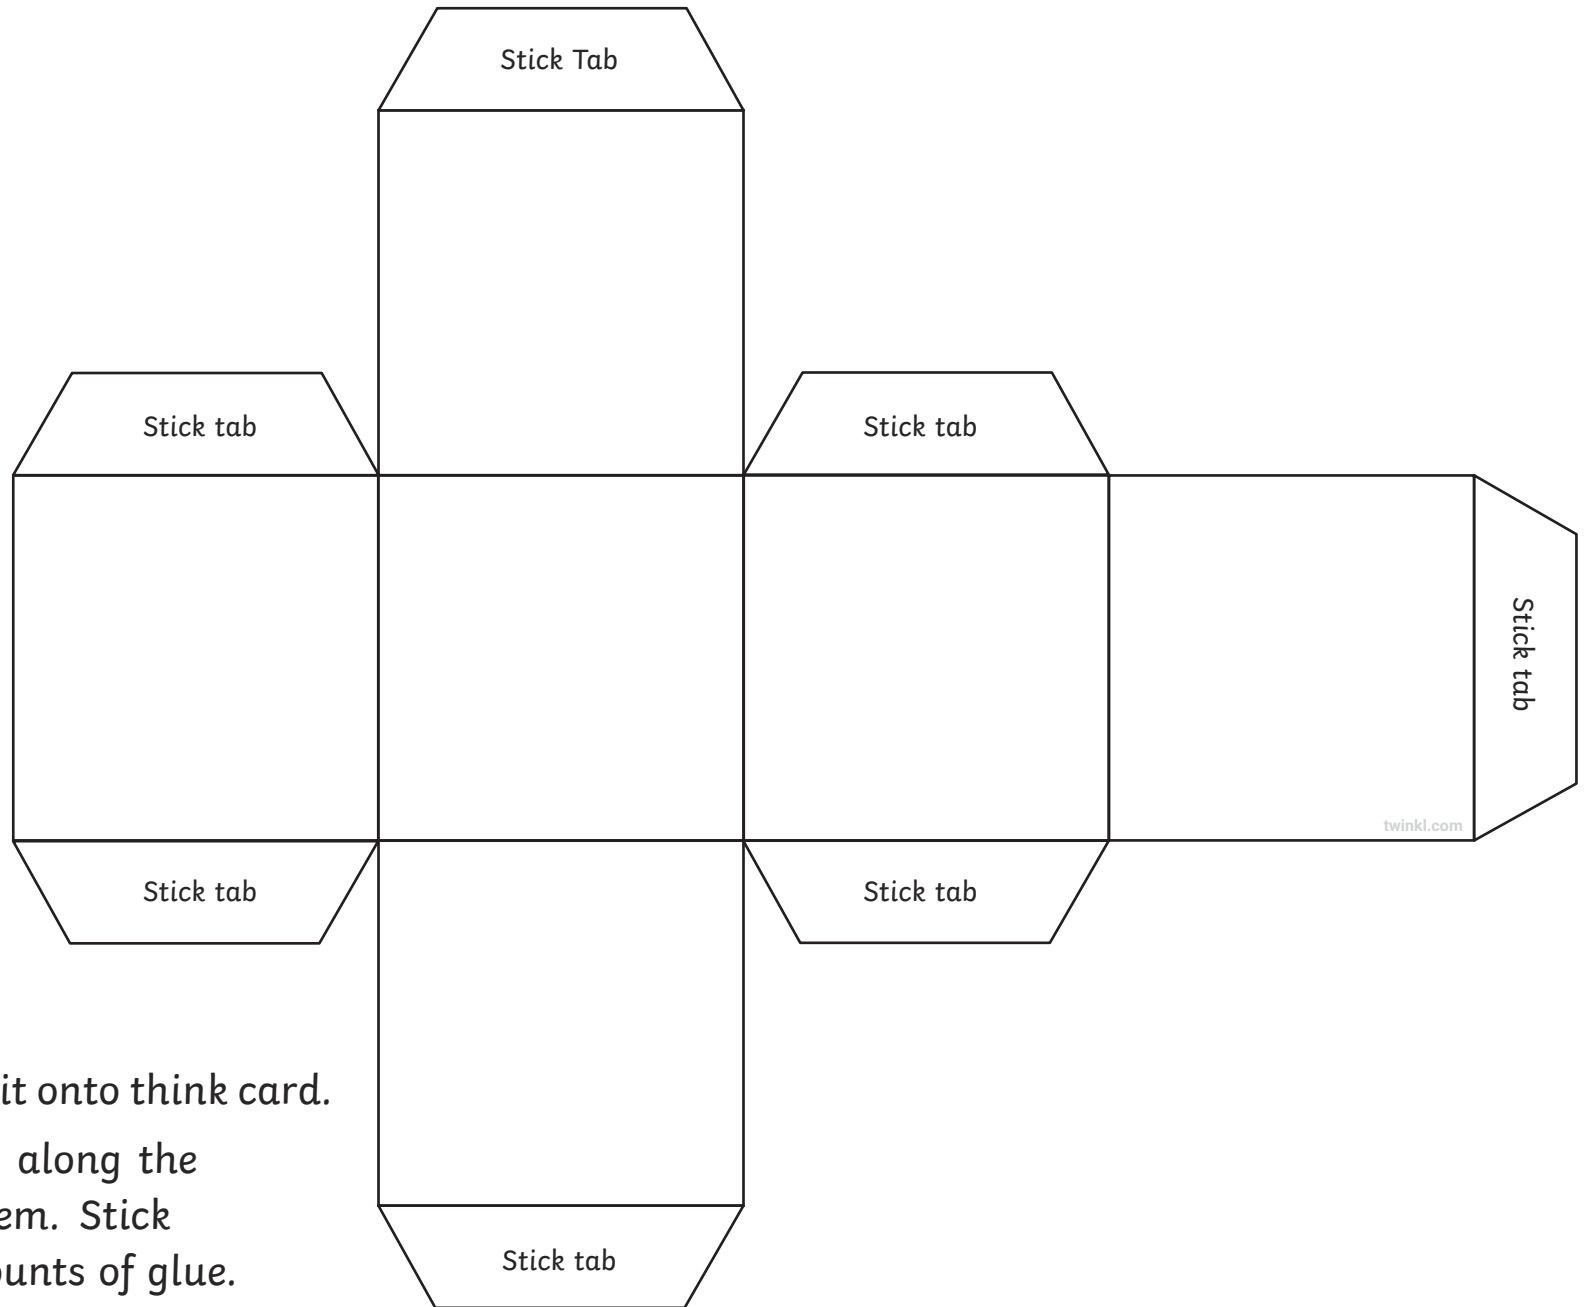 Stick Tab
Stick tab
Stick tab
Stick tab
twinkl.com
Stick tab
Stick tab
it onto think card.
along the
em. Stick
unts of glue.
Stick tab